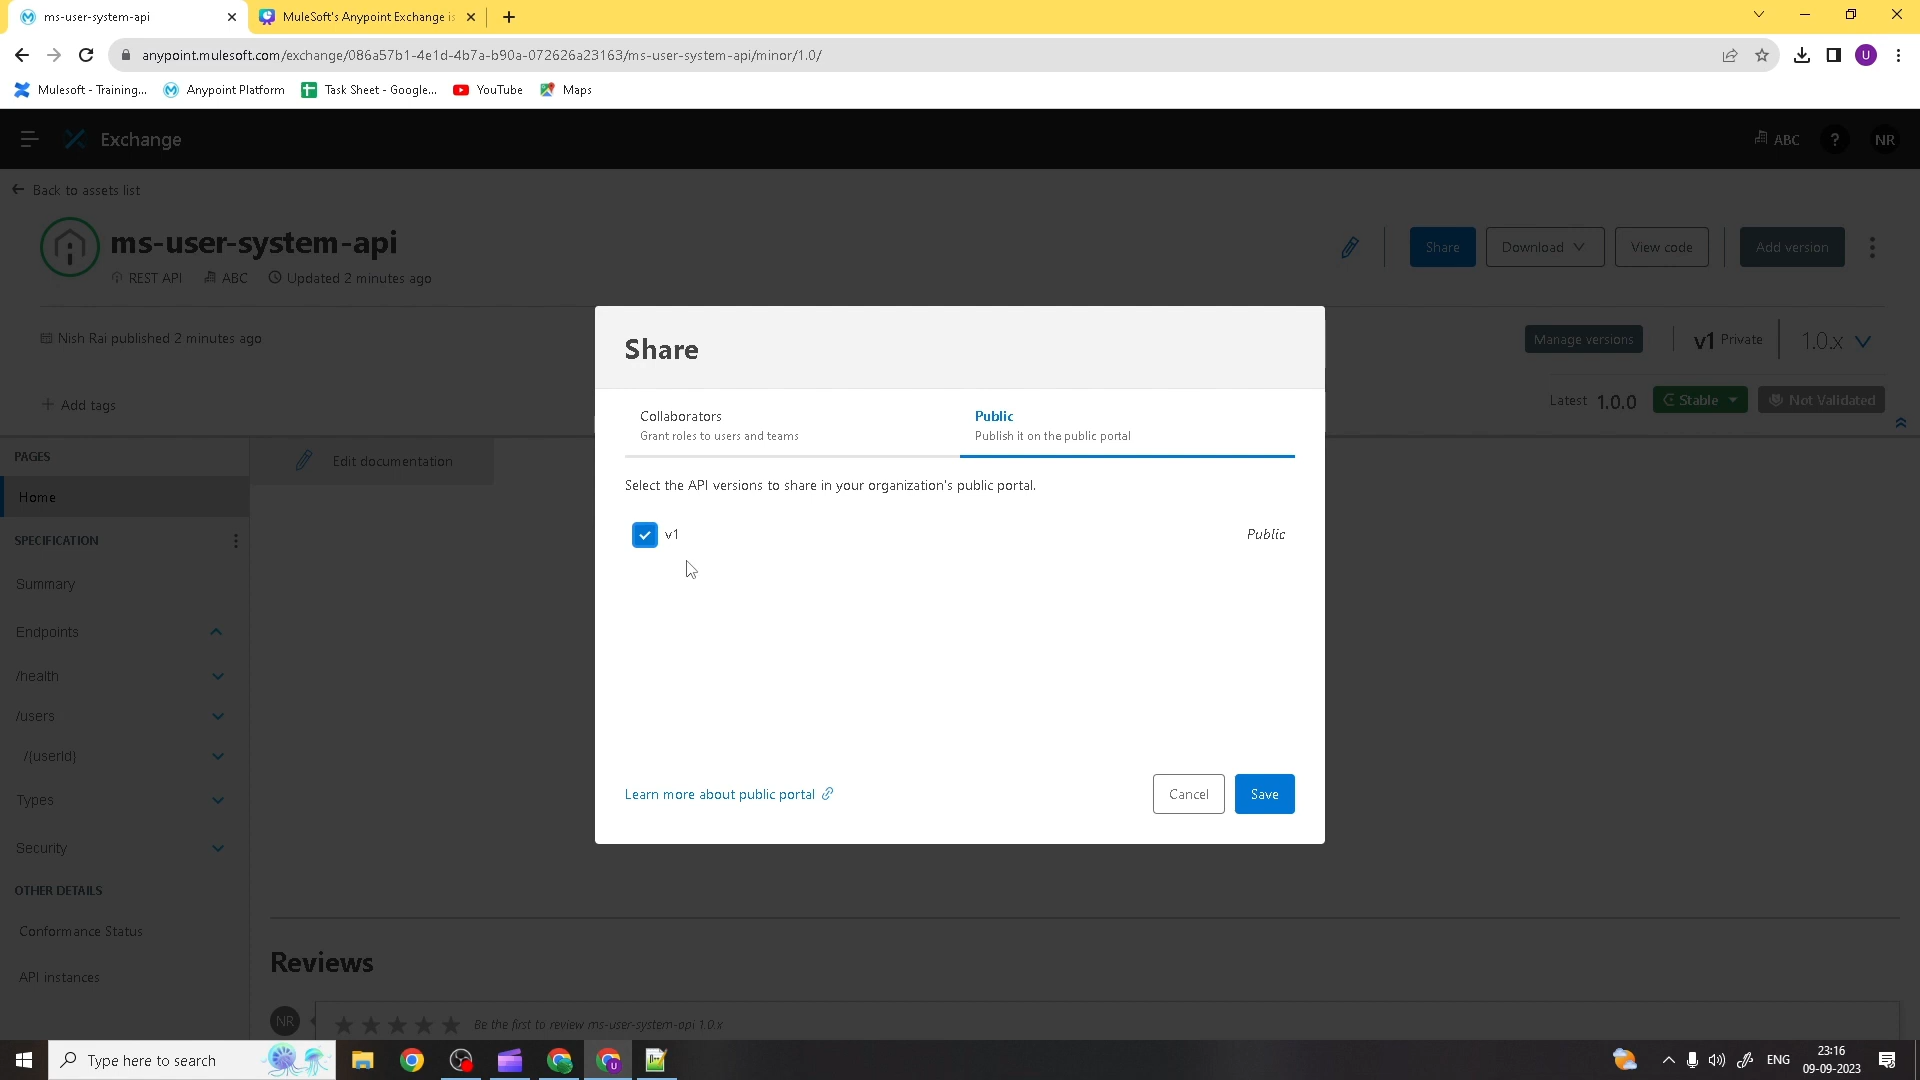 ms-user-system-api
MuleSoft's Anypoint Exchange is
anypoint.mulesoft.com/exchange/086a57b1-4e1d-4b7a-b90a-072626a23163/ms-user-system-api/minor/1.0/
U
Mulesoft - Training...
Anypoint Platform
Task Sheet - Google...
YouTube
Maps
Exchange
ABC
?
NR
Back to assets list
ms-user-system-api
REST API
ABC
Updated 2 minutes ago
Share
Download
View code
Add version
Nish Rai published 2 minutes ago
Manage versions
v1 Private
1.0.x
Add tags
Latest 1.0.0
Stable
Not Validated
Share
Collaborators
Grant roles to users and teams
Public
Publish it on the public portal
Select the API versions to share in your organization's public portal.
v1
Public
Learn more about public portal
Cancel
Save
PAGES
Edit documentation
Home
SPECIFICATION
Summary
Endpoints
/health
/users
/{userId}
Types
Security
OTHER DETAILS
Conformance Status
API instances
Reviews
NR
Be the first to review ms-user-system-api 1.0.x
Type here to search
U
ENG
23:16
09-09-2023